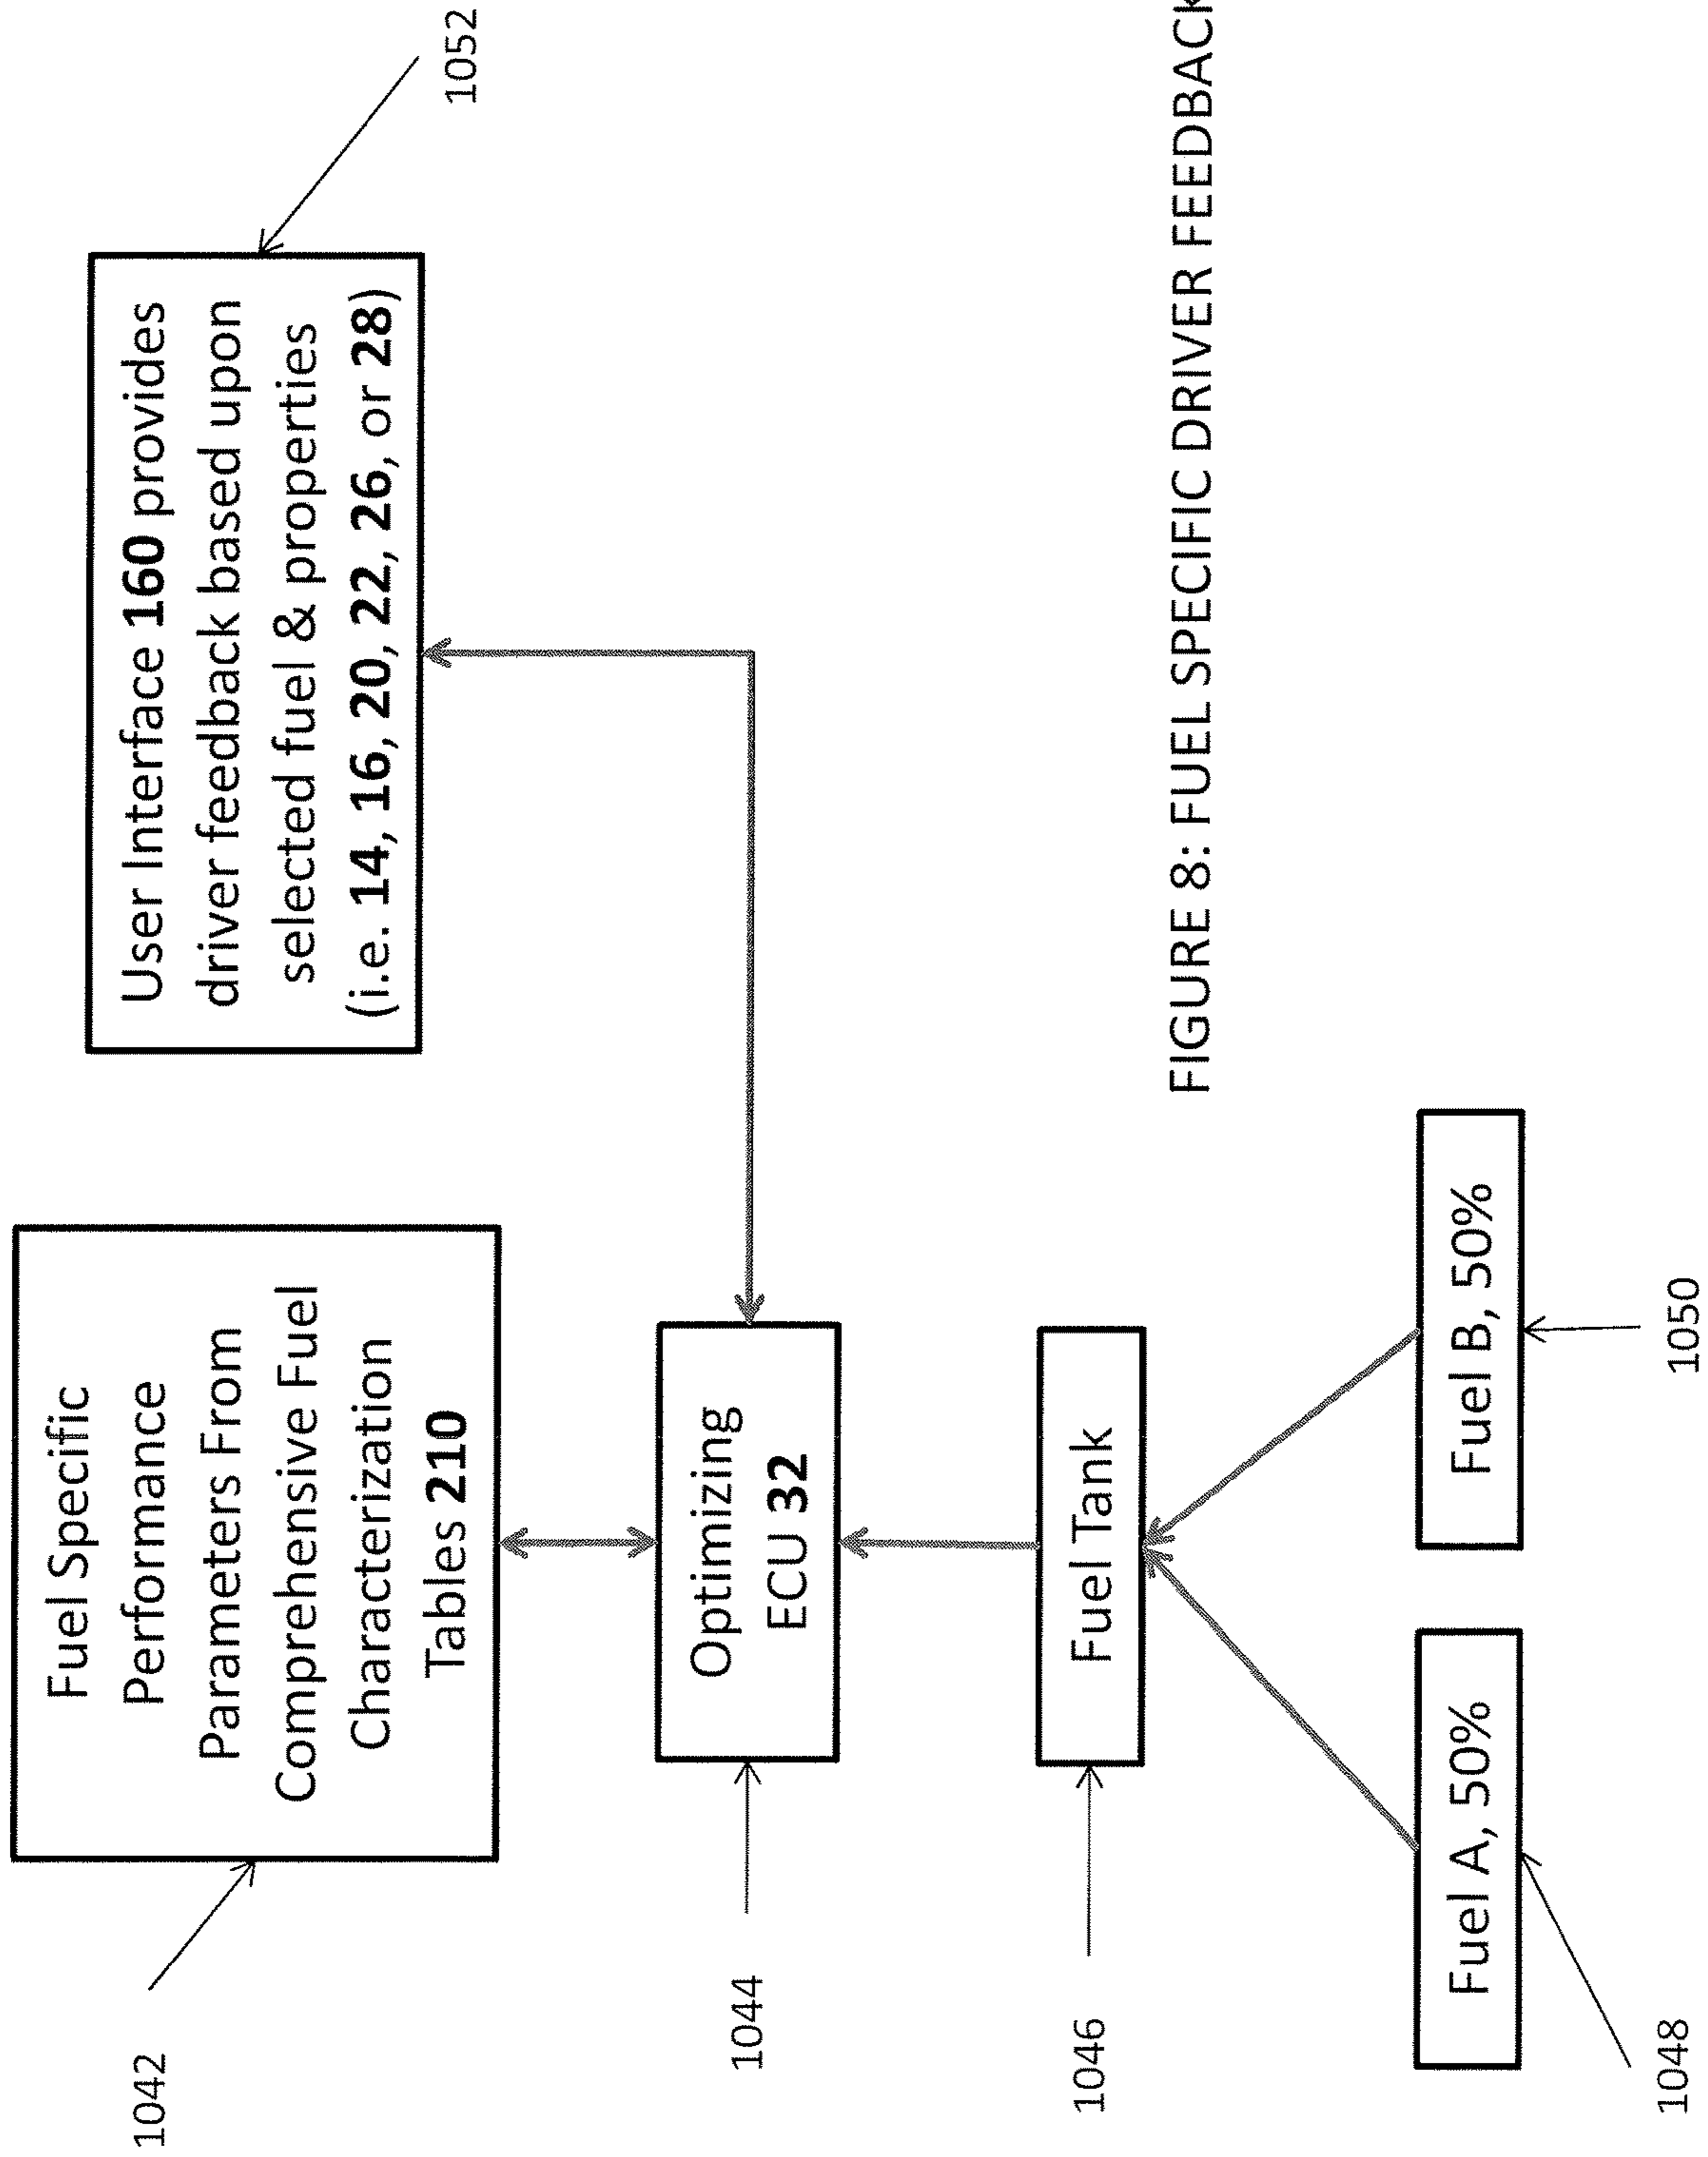 1042
Fuel Specific
Performance
Parameters From
Comprehensive Fuel
Characterization
Tables 210
User Interface 160 provides
driver feedback based upon
selected fuel & properties
(i.e. 14, 16, 20, 22, 26, or 28)
1052
1044
Optimizing
ECU 32
1046
Fuel Tank
FIGURE 8: FUEL SPECIFIC DRIVER FEEDBACK
Fuel A, 50%
Fuel B, 50%
1048
1050